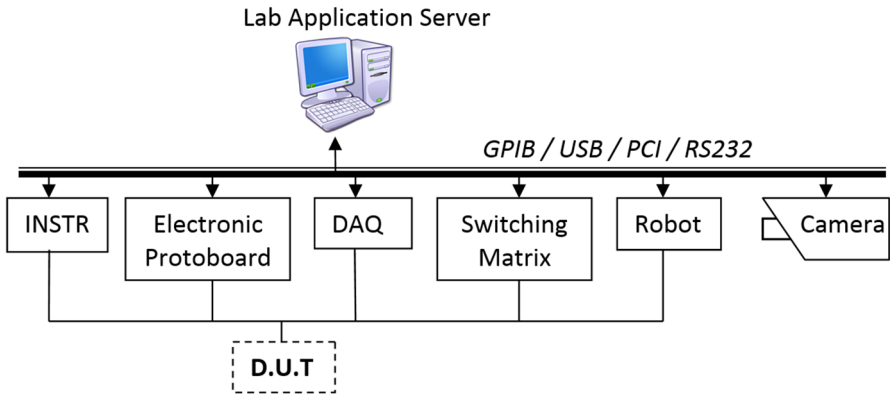 Lab Application Server
GPIB / USB / PCI / RS232
INSTR
Electronic
Protoboard
DAQ
Switching
Matrix
Robot
Camera
D.U.T